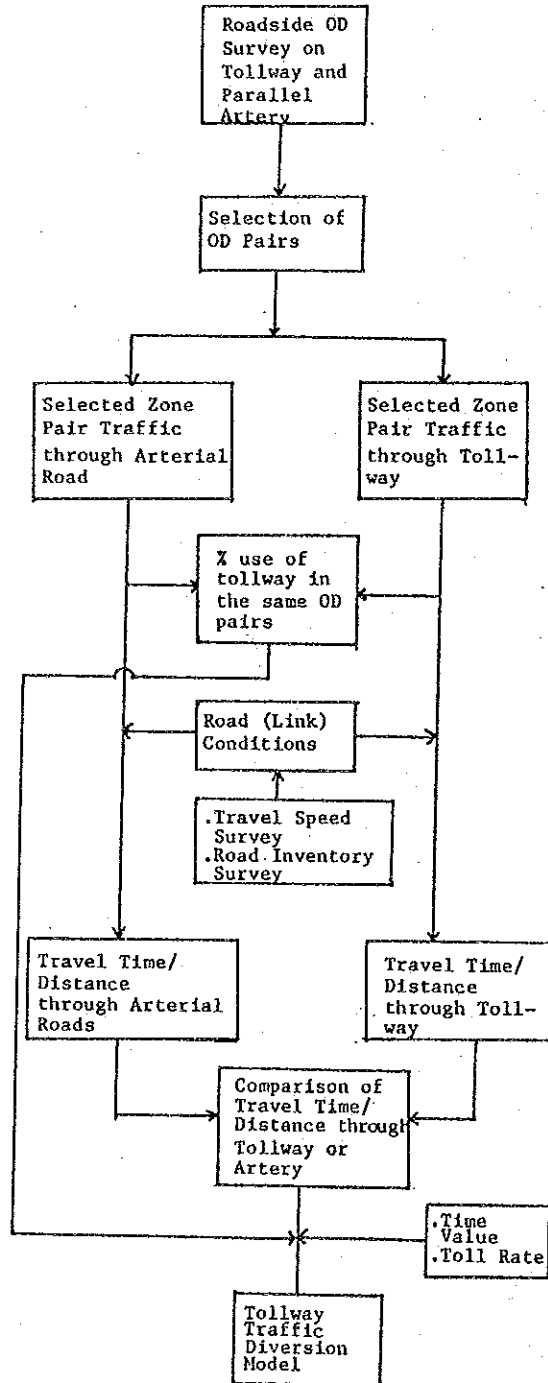 Roadside OD
Survey on
Tollway and
Parallel
Artery
Selection of
OD Pairs
Selected Zone
Pair Traffic
through Arterial
Road
Selected Zone
Pair Traffic
through Toll-
way
% use of
tollway in
the same OD
pairs
Road (Link)
Conditions
.Travel Speed
Survey
.Road Inventory
Survey
Travel Time/
Distance
through Arterial
Roads
Travel Time/
Distance
through Toll-
way
Comparison of
Travel Time/
Distance through
Tollway or
Artery
.Time
Value
.Toll Rate
Tollway
Traffic
Diversion
Model